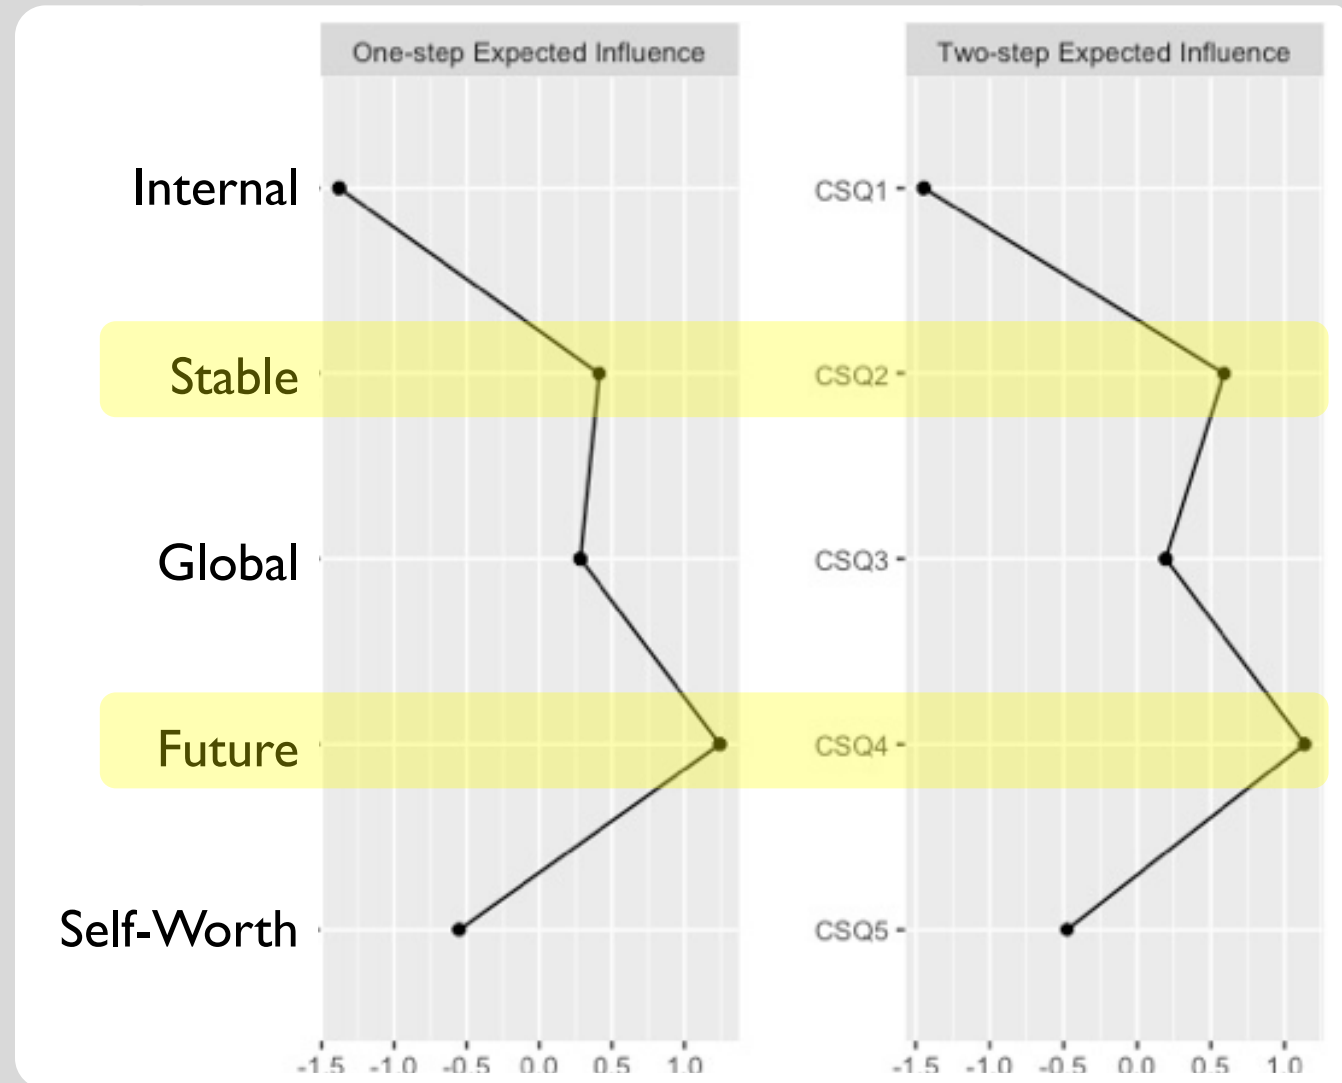 One-step Expected Influence
Two-step Expected Influence
Internal
CSQ1
Stable
CSQ2
Global
CSQ3
Future
CSQ4
Self-Worth
CSQ5
-1.5 -1.0 -0.5 0.0 0.5 1.0
-1.5 -1.0 -0.5 0.0 0.5 1.0